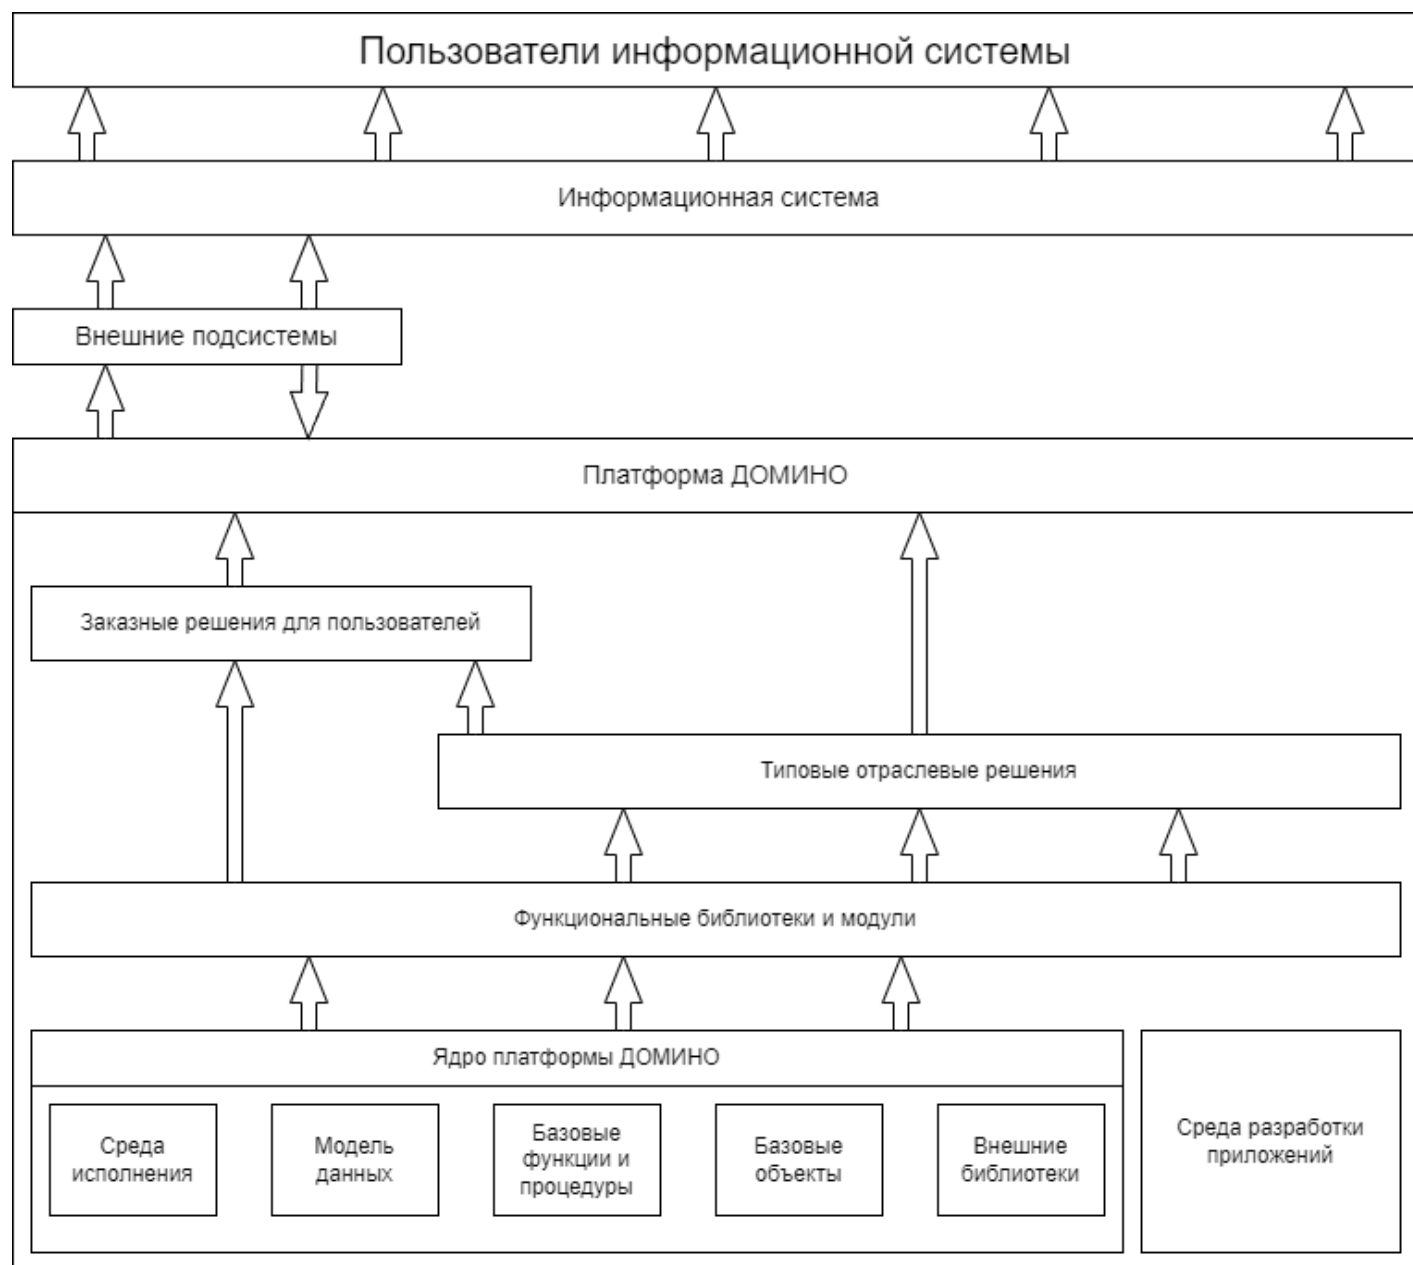 Пользователи информационной системы
Информационная система
Внешние подсистемы
Платформа ДОМИНО
Заказные решения для пользователей
Типовые отраслевые решения
Функциональные библиотеки и модули
Ядро платформы ДОМИНО
Среда
исполнения
Модель
данных
Базовые
функции и
процедуры
Базовые
объекты
Внешние
библиотеки
Среда разработки
приложений